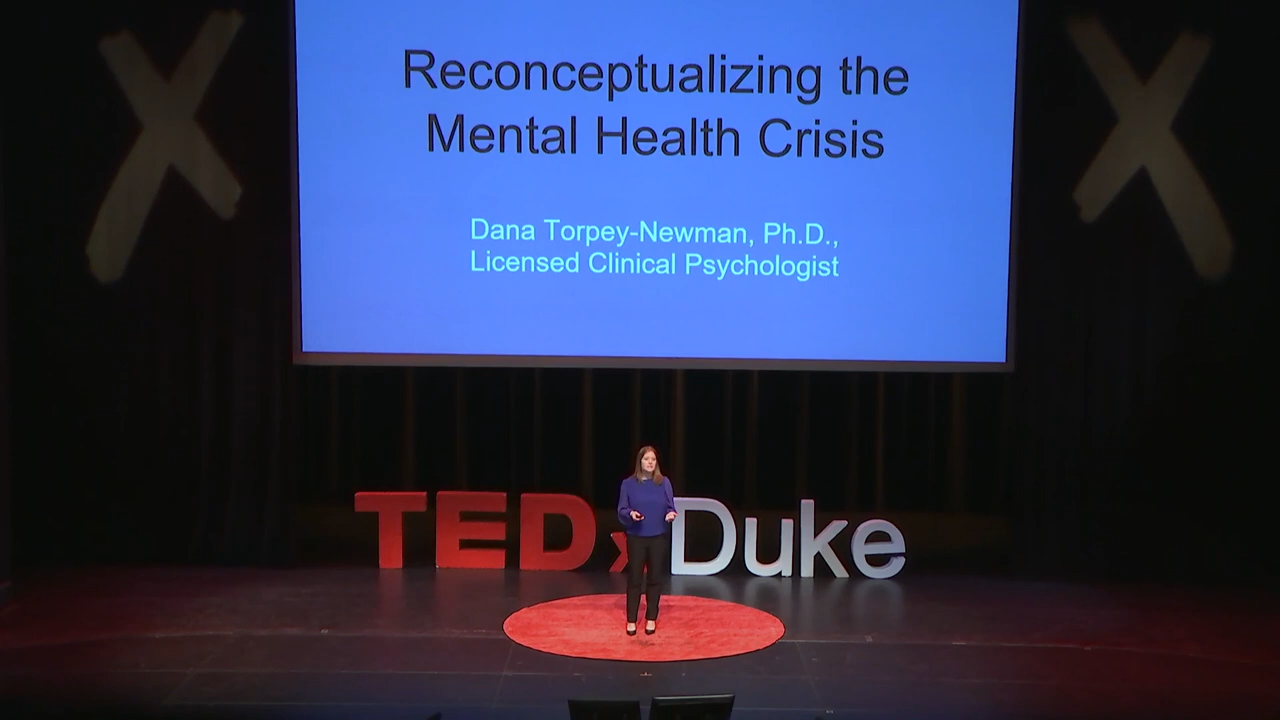 Reconceptualizing the
Mental Health Crisis
Dana Torpey-Newman, Ph.D.,
Licensed Clinical Psychologist
TEDxDuke